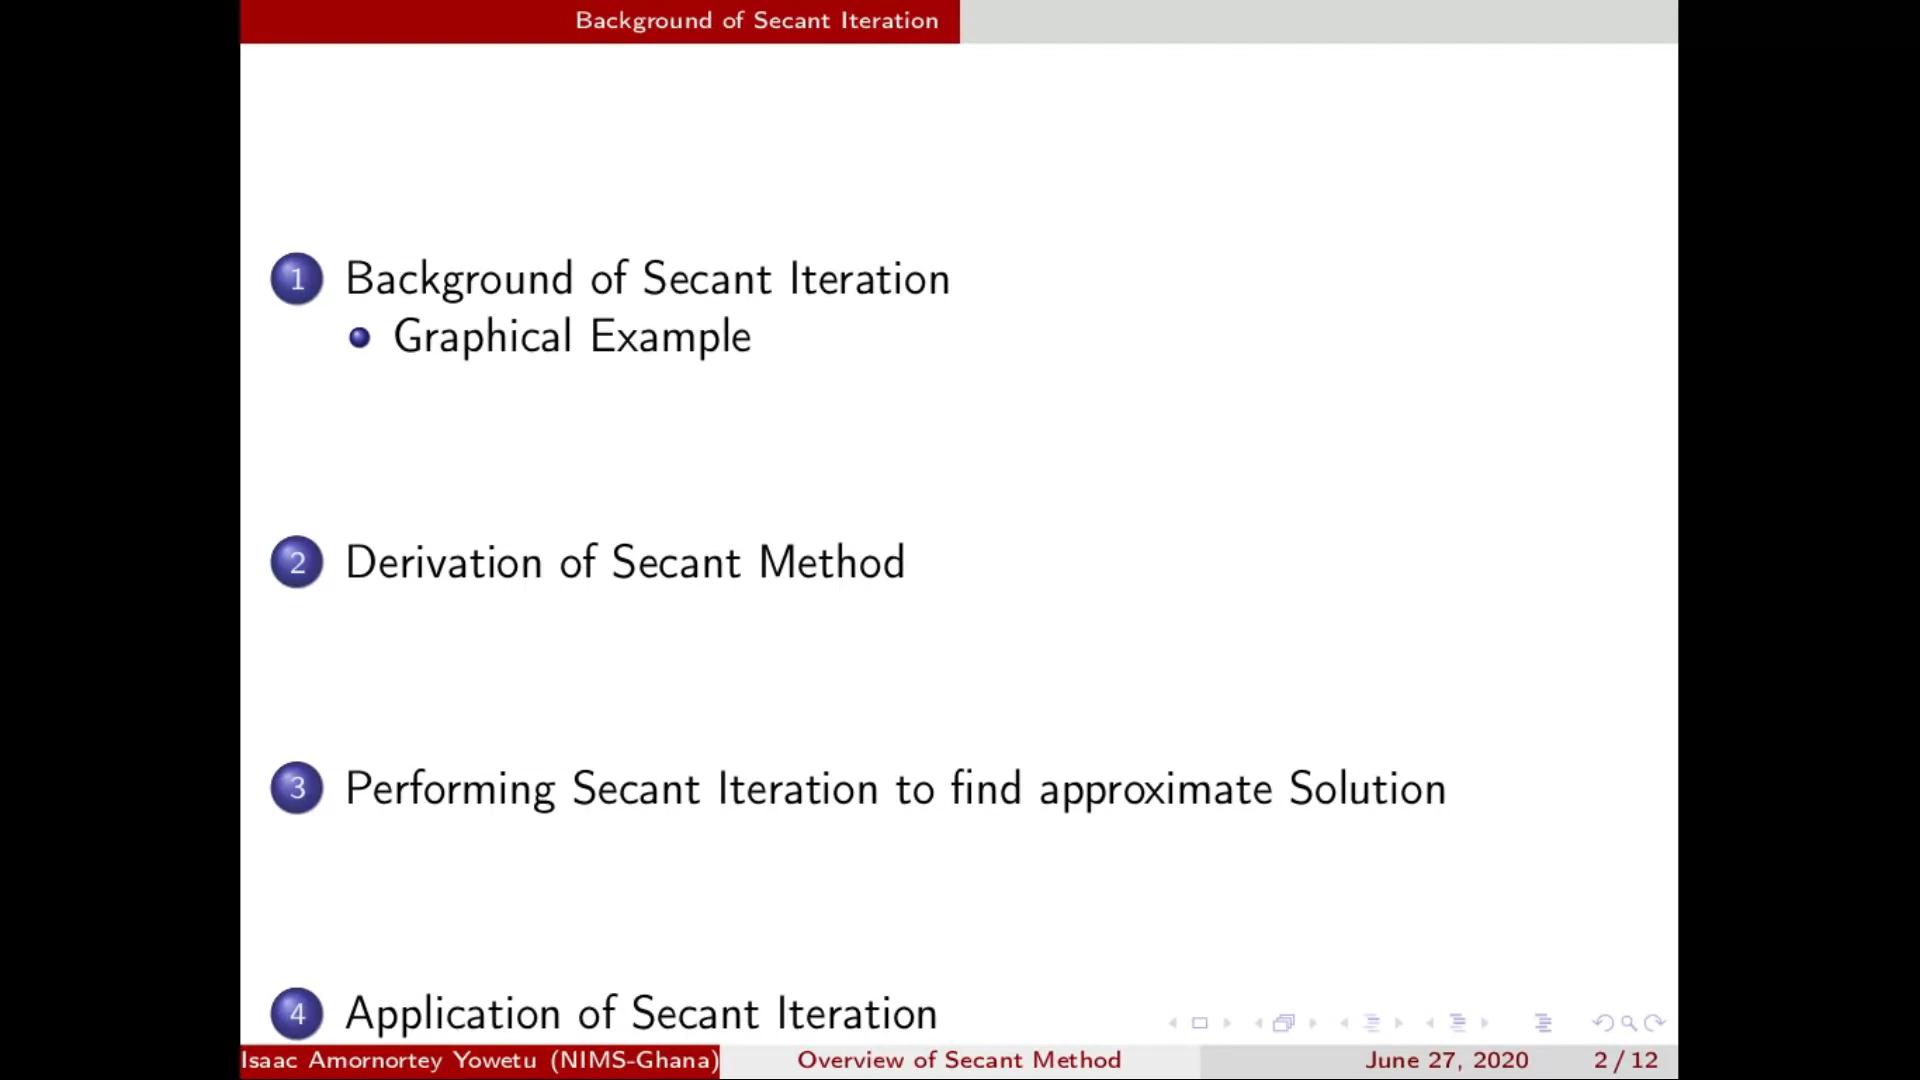 Background of Secant Iteration
1 Background of Secant Iteration
Graphical Example
2 Derivation of Secant Method
3 Performing Secant Iteration to find approximate Solution
4 Application of Secant Iteration
Isaac Amornortey Yowetu (NIMS-Ghana) Overview of Secant Method June 27, 2020 2 / 12